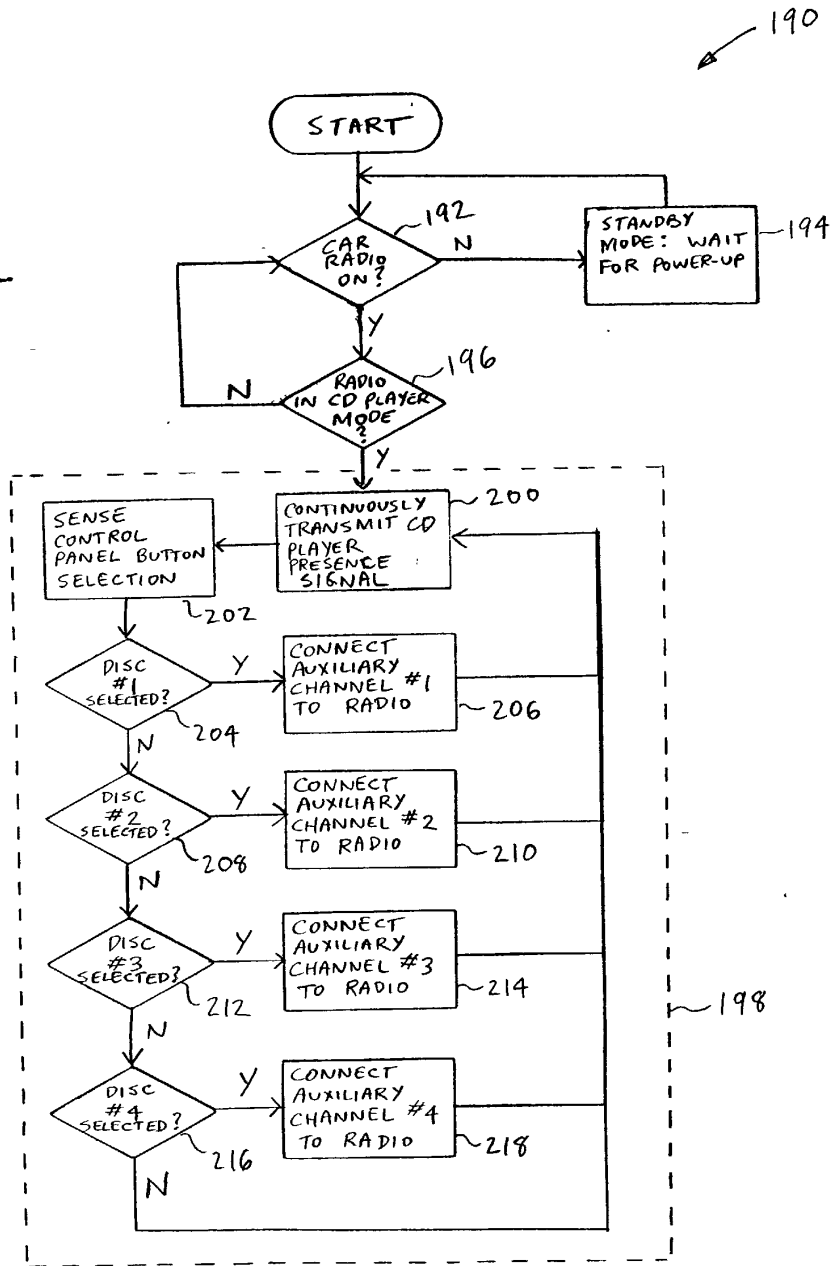 190
START
192
CAR
RADIO
ON?
N
STANDBY
MODE: WAIT
FOR POWER-UP
194
Y
196
RADIO
IN CD PLAYER
MODE
?
N
Y
200
CONTINUOUSLY
TRANSMIT CD
PLAYER
PRESENCE
SIGNAL
SENSE
CONTROL
PANEL BUTTON
SELECTION
202
DISC
#1
SELECTED?
Y
204
N
CONNECT
AUXILIARY
CHANNEL #1
TO RADIO
206
DISC
#2
SELECTED?
Y
208
N
CONNECT
AUXILIARY
CHANNEL #2
TO RADIO
210
DISC
#3
SELECTED?
Y
212
N
CONNECT
AUXILIARY
CHANNEL #3
TO RADIO
214
198
DISC
#4
SELECTED?
Y
216
N
CONNECT
AUXILIARY
CHANNEL #4
TO RADIO
218